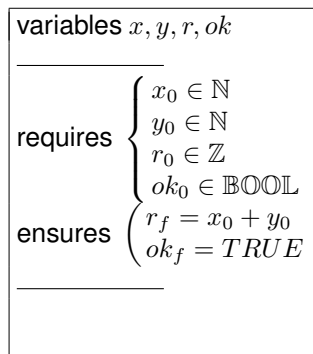 variables x, y, r, ok
requires { x₀ ∈ ℕ
y₀ ∈ ℕ
r₀ ∈ ℤ
ok₀ ∈ 𝔹𝕆𝕆𝕃
ensures ( r_f = x₀ + y₀
ok_f = TRUE